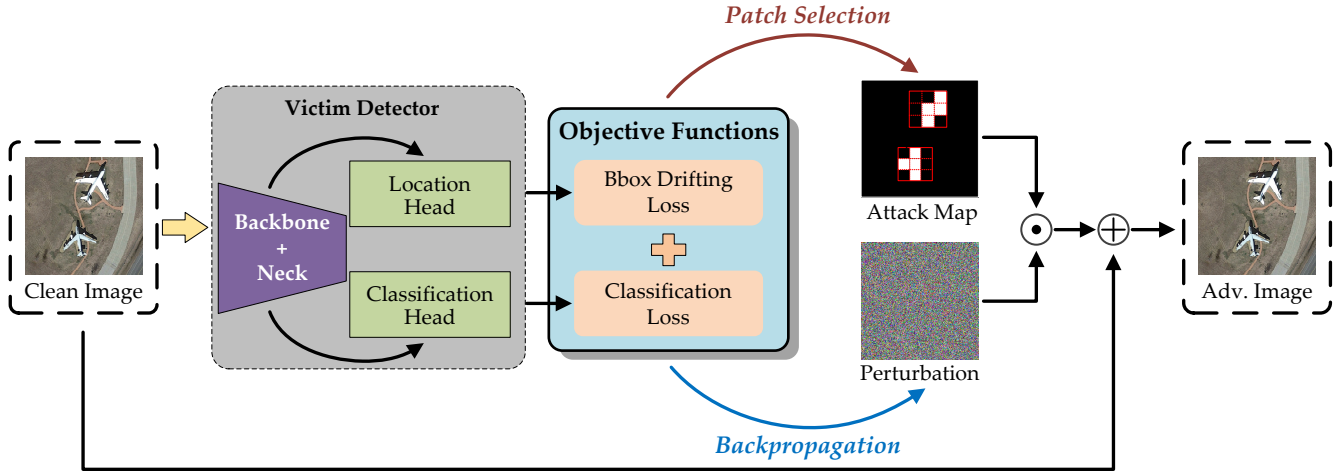 Patch Selection
Victim Detector
Objective Functions
Location
Head
Bbox Drifting
Loss
Backbone
+
Neck
Attack Map
Clean Image
Classification
Head
Classification
Loss
Adv. Image
Perturbation
Backpropagation